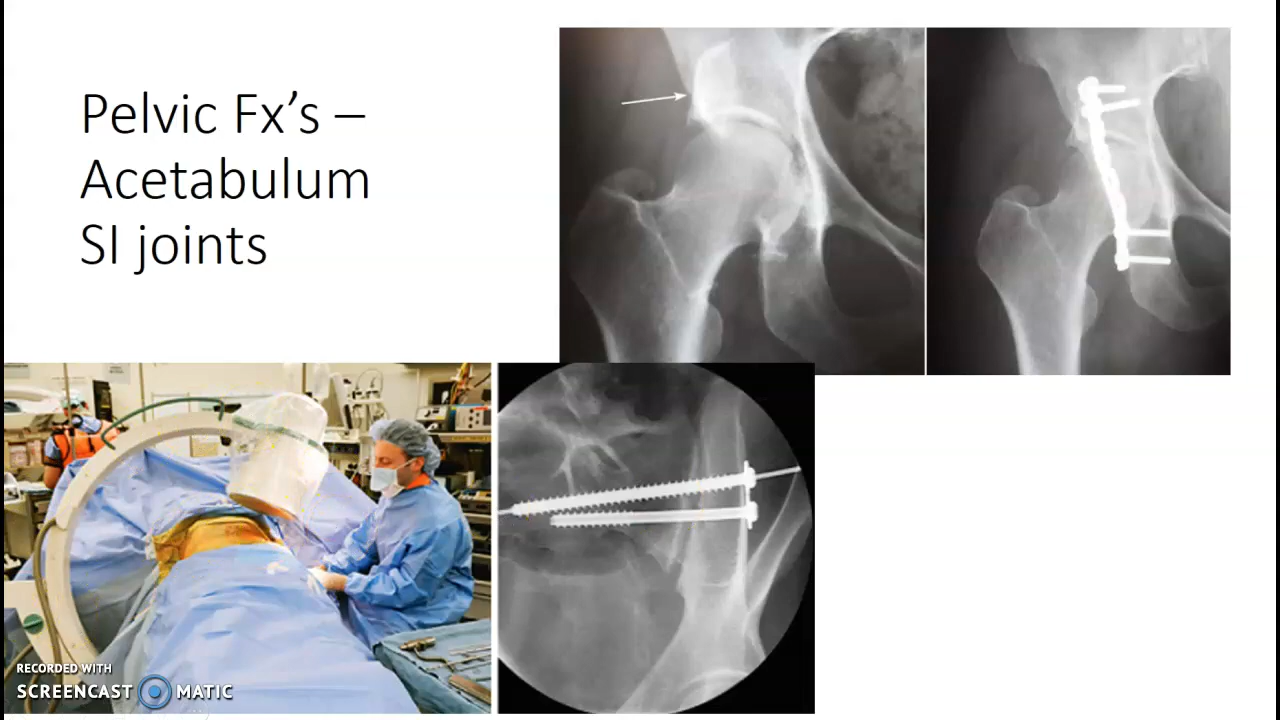 Pelvic Fx’s –
Acetabulum
SI joints
RECORDED WITH
SCREENCAST MATIC